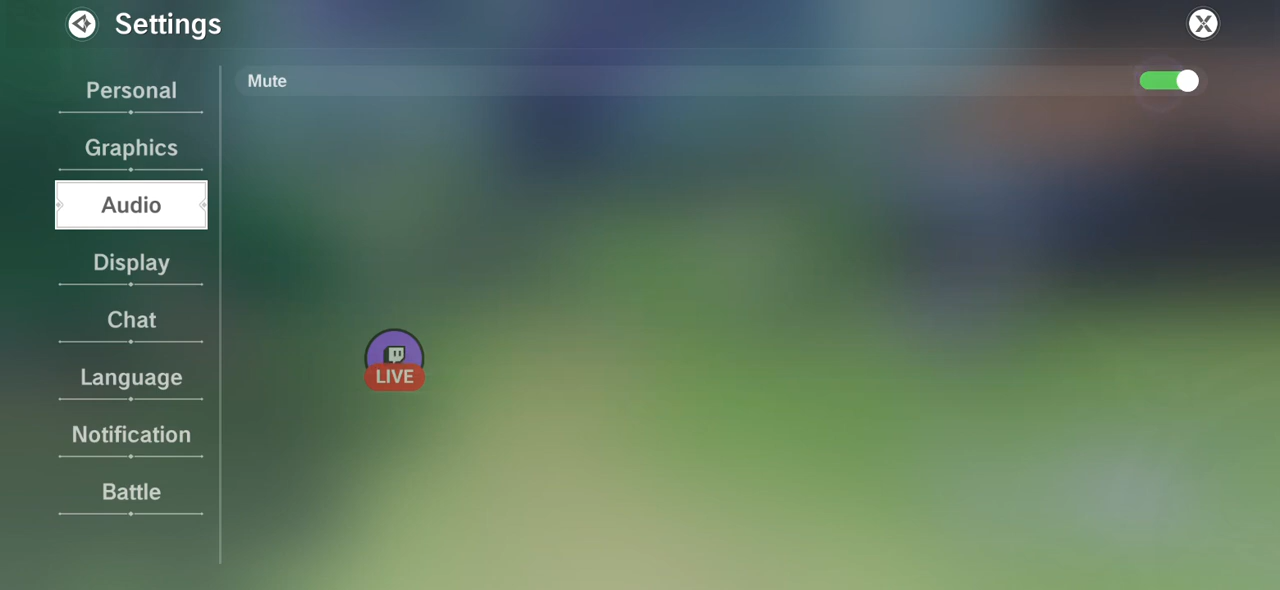 Settings
Personal
Graphics
Audio
Display
Chat
Language
Notification
Battle
Mute
LIVE